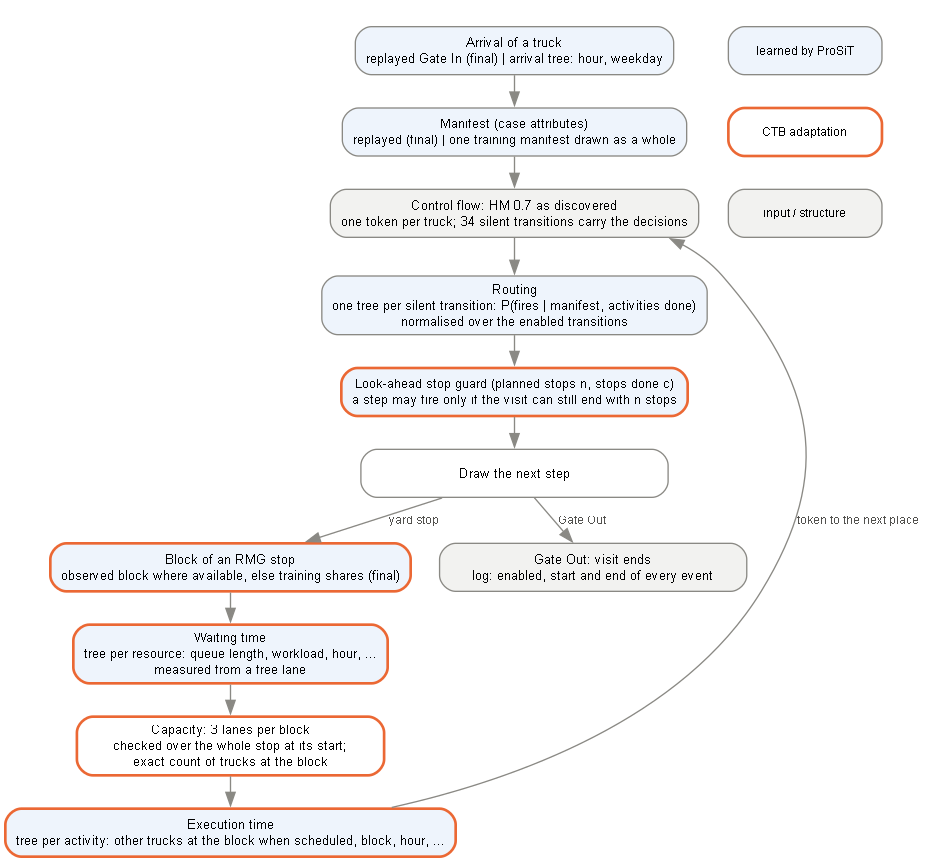 Arrival of a truck
replayed Gate In (final) | arrival tree: hour, weekday
learned by ProSiT
Manifest (case attributes)
replayed (final) | one training manifest drawn as a whole
CTB adaptation
Control flow: HM 0.7 as discovered
one token per truck; 34 silent transitions carry the decisions
input / structure
Routing
one tree per silent transition: P(fires | manifest, activities done)
normalised over the enabled transitions
Look-ahead stop guard (planned stops n, stops done c)
a step may fire only if the visit can still end with n stops
Draw the next step
yard stop
Gate Out
token to the next place
Block of an RMG stop
observed block where available, else training shares (final)
Gate Out: visit ends
log: enabled, start and end of every event
Waiting time
tree per resource: queue length, workload, hour, ...
measured from a free lane
Capacity: 3 lanes per block
checked over the whole stop at its start;
exact count of trucks at the block
Execution time
tree per activity: other trucks at the block when scheduled, block, hour, ...